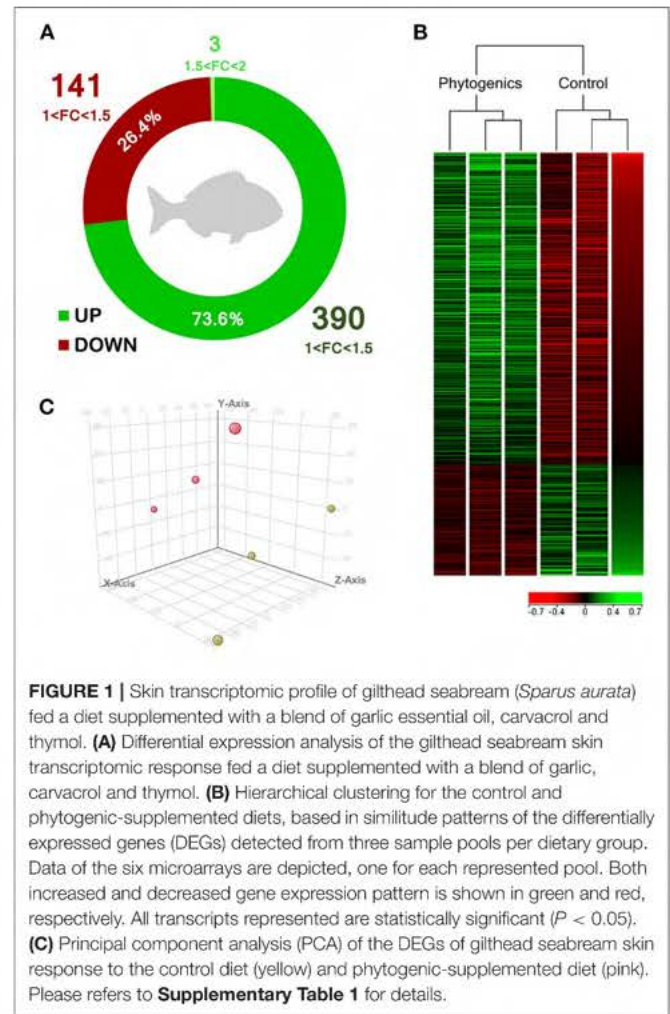 A
3
1.5<FC<2
141
1<FC<1.5
26.4%
73.6%
UP
DOWN
390
1<FC<1.5
B
Phytogenics
Control
-0.7 -0.4 0 0.4 0.7
C
Y-Axis
X-Axis
Z-Axis
FIGURE 1 | Skin transcriptomic profile of gilthead seabream (Sparus aurata)
fed a diet supplemented with a blend of garlic essential oil, carvacrol and
thymol. (A) Differential expression analysis of the gilthead seabream skin
transcriptomic response fed a diet supplemented with a blend of garlic,
carvacrol and thymol. (B) Hierarchical clustering for the control and
phytogenic-supplemented diets, based in similitude patterns of the differentially
expressed genes (DEGs) detected from three sample pools per dietary group.
Data of the six microarrays are depicted, one for each represented pool. Both
increased and decreased gene expression pattern is shown in green and red,
respectively. All transcripts represented are statistically significant (P < 0.05).
(C) Principal component analysis (PCA) of the DEGs of gilthead seabream skin
response to the control diet (yellow) and phytogenic-supplemented diet (pink).
Please refers to Supplementary Table 1 for details.